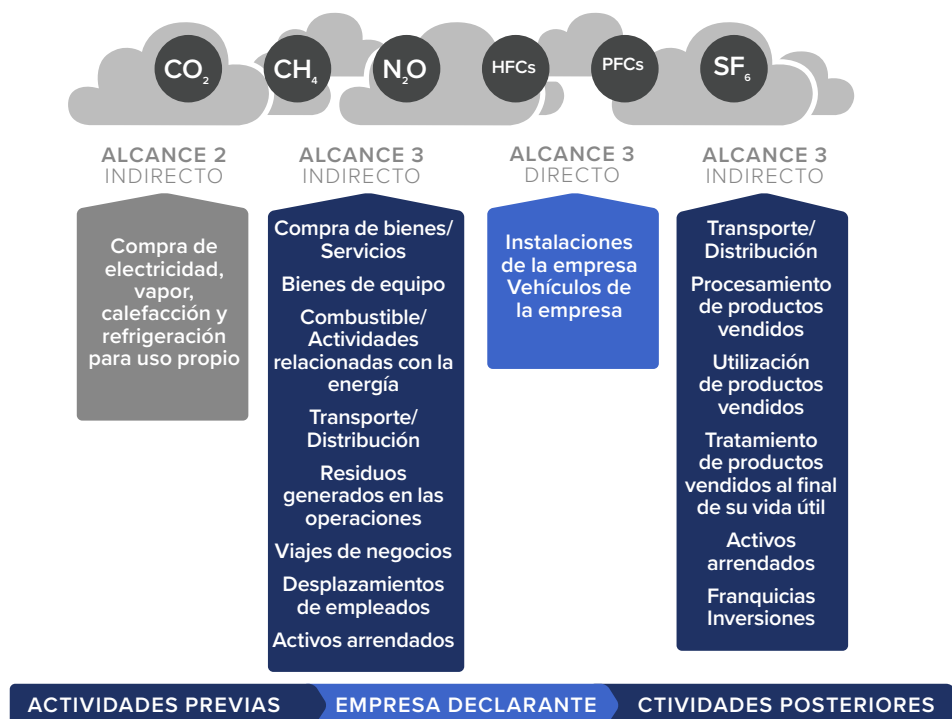 CO₂
CH₄
N₂O
HFCs
PFCs
SF₆
ALCANCE 2
INDIRECTO
Compra de
electricidad,
vapor,
calefacción y
refrigeración
para uso propio
ALCANCE 3
INDIRECTO
Compra de bienes/
Servicios
Bienes de equipo
Combustible/
Actividades
relacionadas con la
energía
Transporte/
Distribución
Residuos
generados en las
operaciones
Viajes de negocios
Desplazamientos
de empleados
Activos arrendados
ALCANCE 3
DIRECTO
Instalaciones
de la empresa
Vehículos de
la empresa
ALCANCE 3
INDIRECTO
Transporte/
Distribución
Procesamiento
de productos
vendidos
Utilización
de productos
vendidos
Tratamiento
de productos
vendidos al final
de su vida útil
Activos
arrendados
Franquicias
Inversiones
ACTIVIDADES PREVIAS
EMPRESA DECLARANTE
CTIVIDADES POSTERIORES